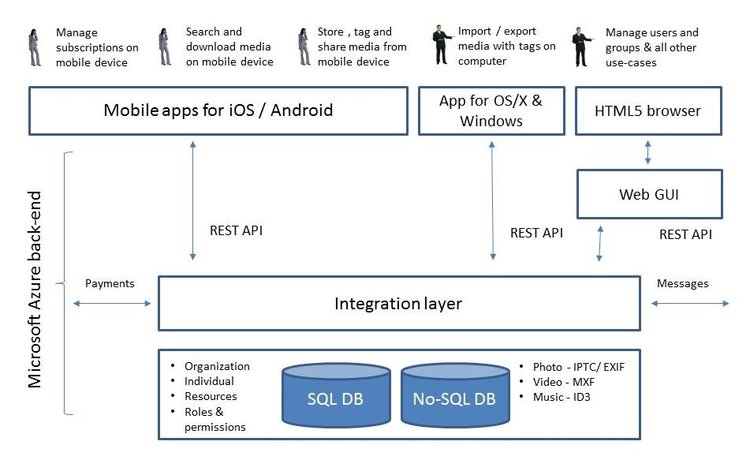 Manage
subscriptions on
mobile device
Search and
download media
on mobile device
Store , tag and
share media from
mobile device
Import / export
media with tags on
computer
Manage users and
groups & all other
use-cases
Mobile apps for iOS / Android
App for OS/X &
Windows
HTML5 browser
Web GUI
REST API
REST API
REST API
Microsoft Azure back-end
Payments
Integration layer
Messages
• Organization
• Individual
• Resources
• Roles &
permissions
SQL DB
No-SQL DB
• Photo - IPTC/ EXIF
• Video - MXF
• Music - ID3